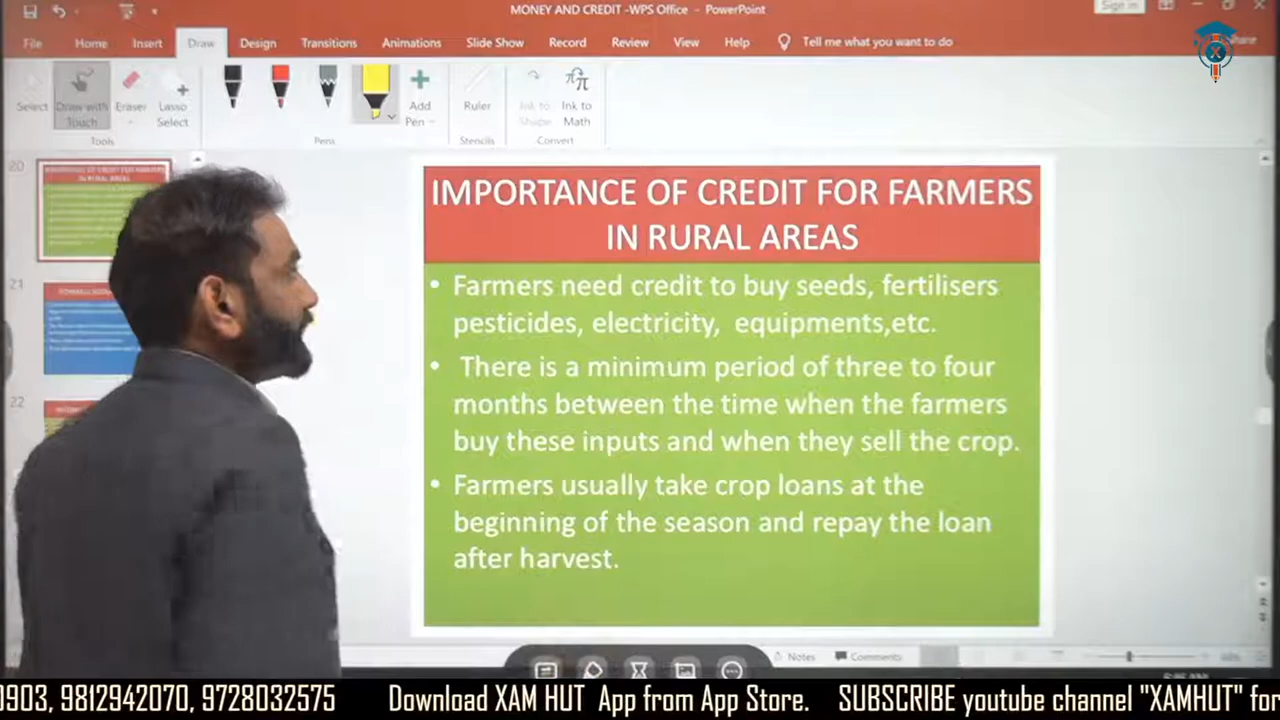 MONEY AND CREDIT -WPS Office - PowerPoint
Sign in
File Home Insert Draw Design Transitions Animations Slide Show Record Review View Help Tell me what you want to do
Select Draw with Touch Eraser Lasso Select Add Pen Ruler Ink to Shape Ink to Math
Tools Pens Stencils Convert
20
21
22
IMPORTANCE OF CREDIT FOR FARMERS
IN RURAL AREAS
• Farmers need credit to buy seeds, fertilisers
pesticides, electricity, equipments,etc.
• There is a minimum period of three to four
months between the time when the farmers
buy these inputs and when they sell the crop.
• Farmers usually take crop loans at the
beginning of the season and repay the loan
after harvest.
Notes Comments
0903, 9812942070, 9728032575 Download XAM HUT App from App Store. SUBSCRIBE youtube channel "XAMHUT" for